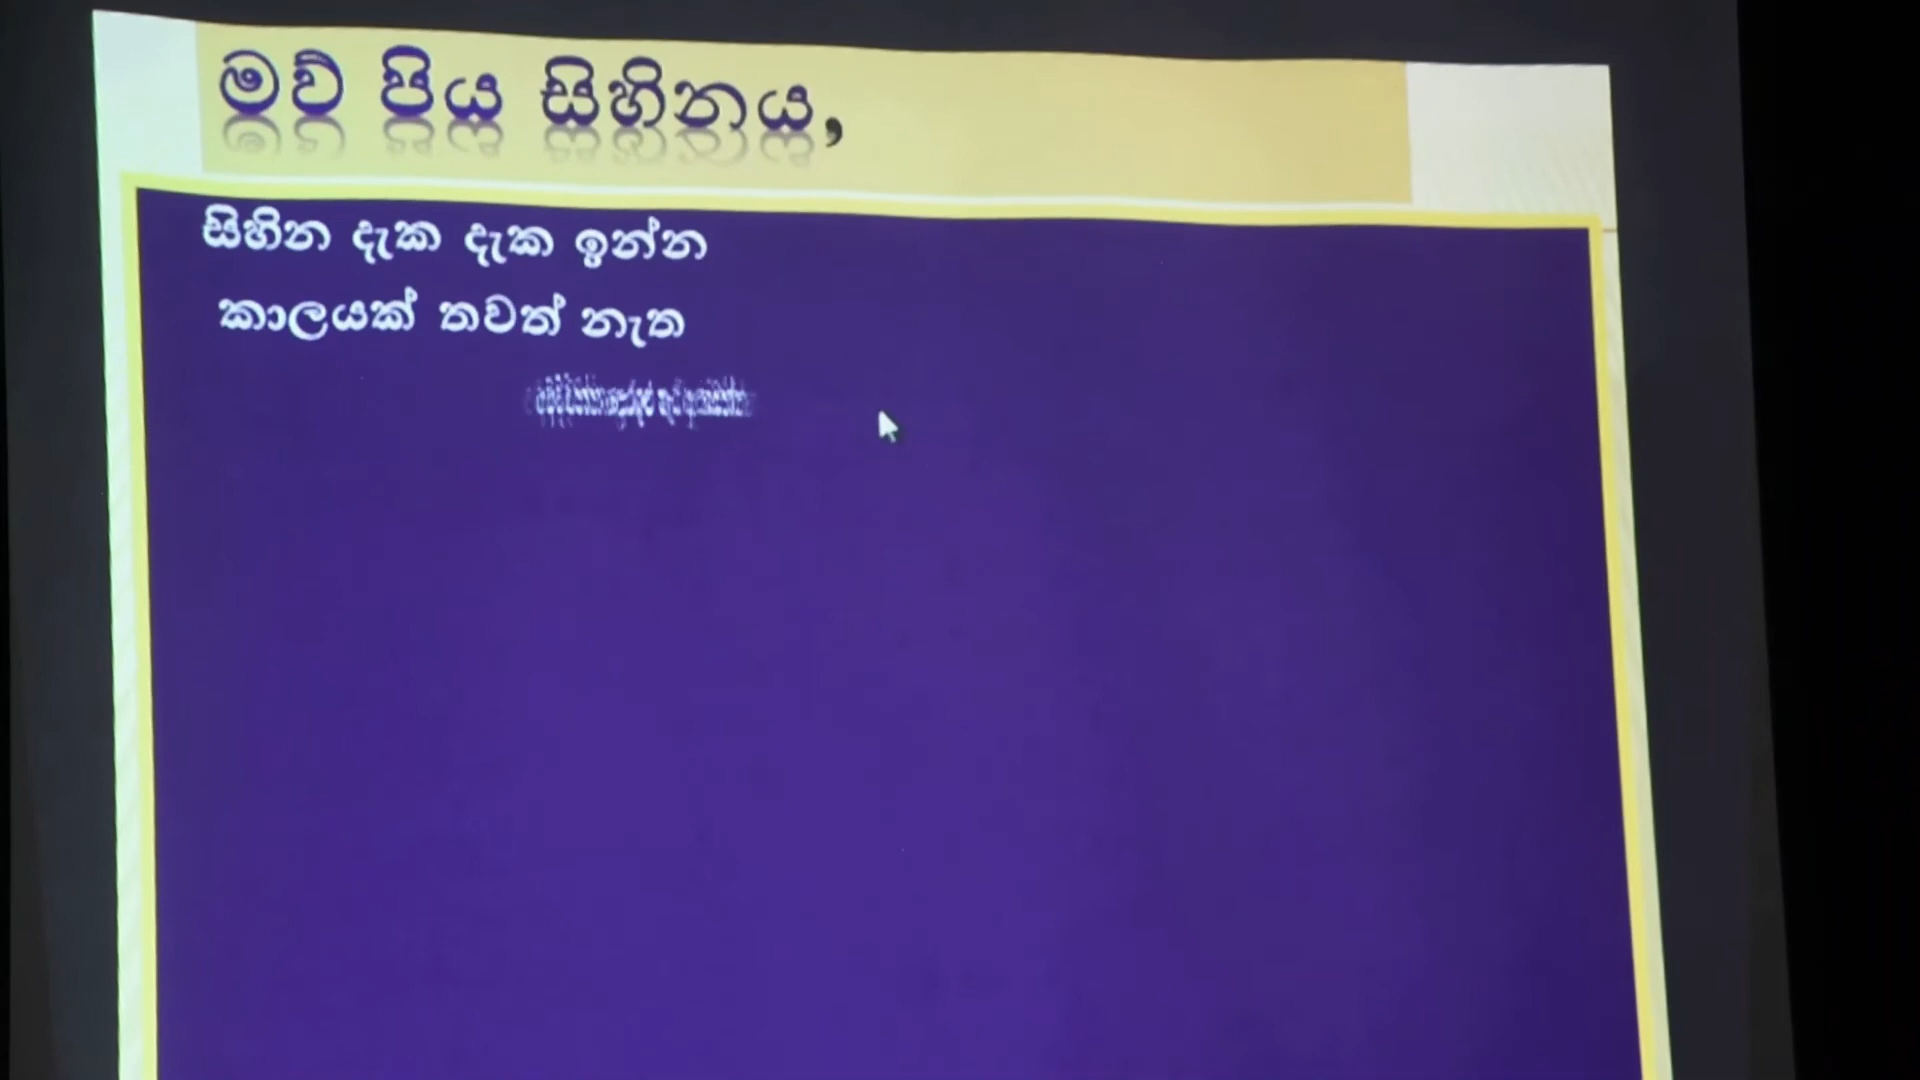 මව් පිය සිහිනය,
සිහින දැක දැක ඉන්න
කාලයක් තවත් නැත